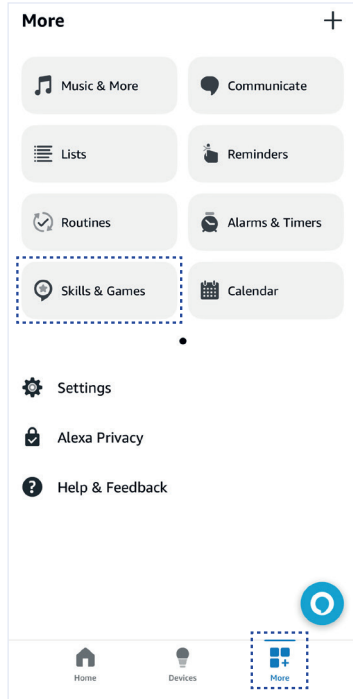 More
Music & More
Communicate
Lists
Reminders
Routines
Alarms & Timers
Skills & Games
Calendar
Settings
Alexa Privacy
Help & Feedback
Home
Devices
More